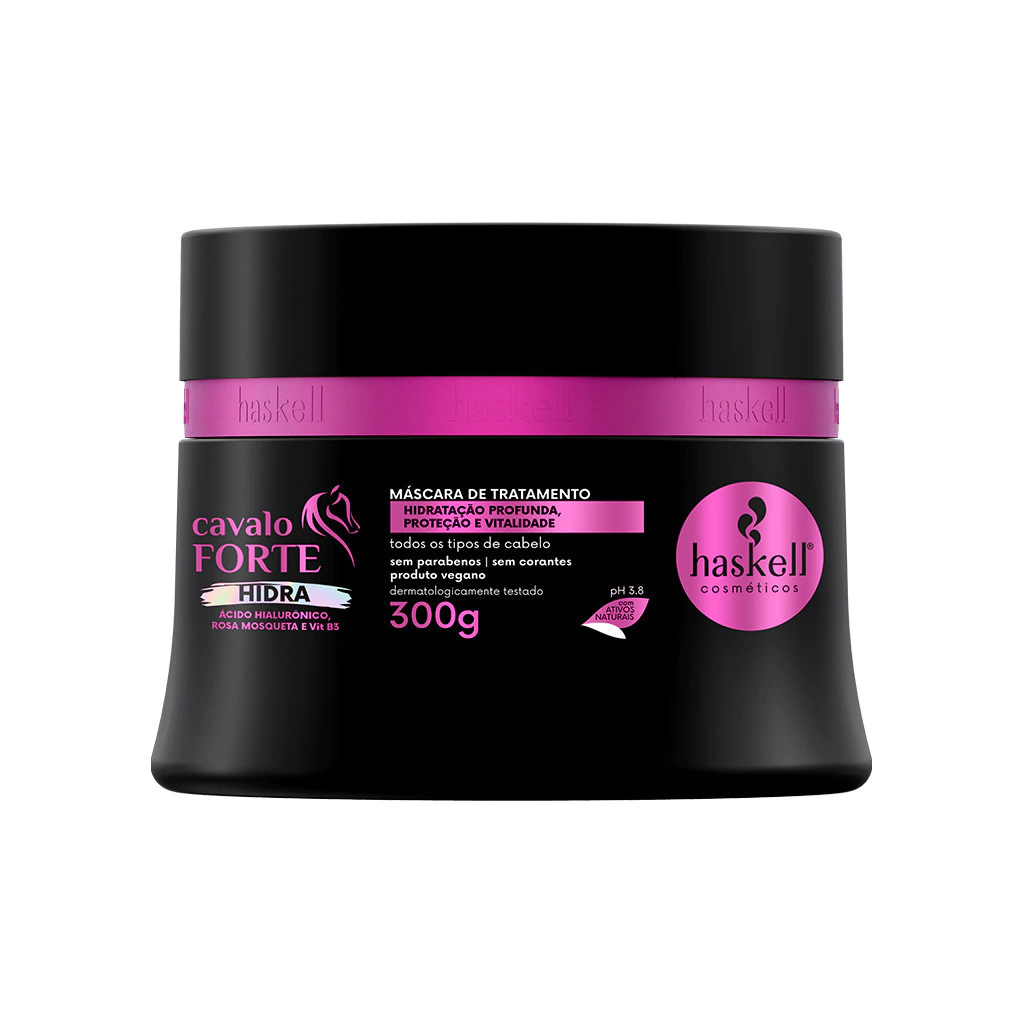 haskell haskell haskell
cavalo
FORTE
HIDRA
ÁCIDO HIALURÔNICO,
ROSA MOSQUETA E Vit B3
MÁSCARA DE TRATAMENTO
HIDRATAÇÃO PROFUNDA,
PROTEÇÃO E VITALIDADE
todos os tipos de cabelo
sem parabenos | sem corantes
produto vegano
dermatologicamente testado
300g
pH 3.8
com
ATIVOS
NATURAIS
haskell®
cosméticos